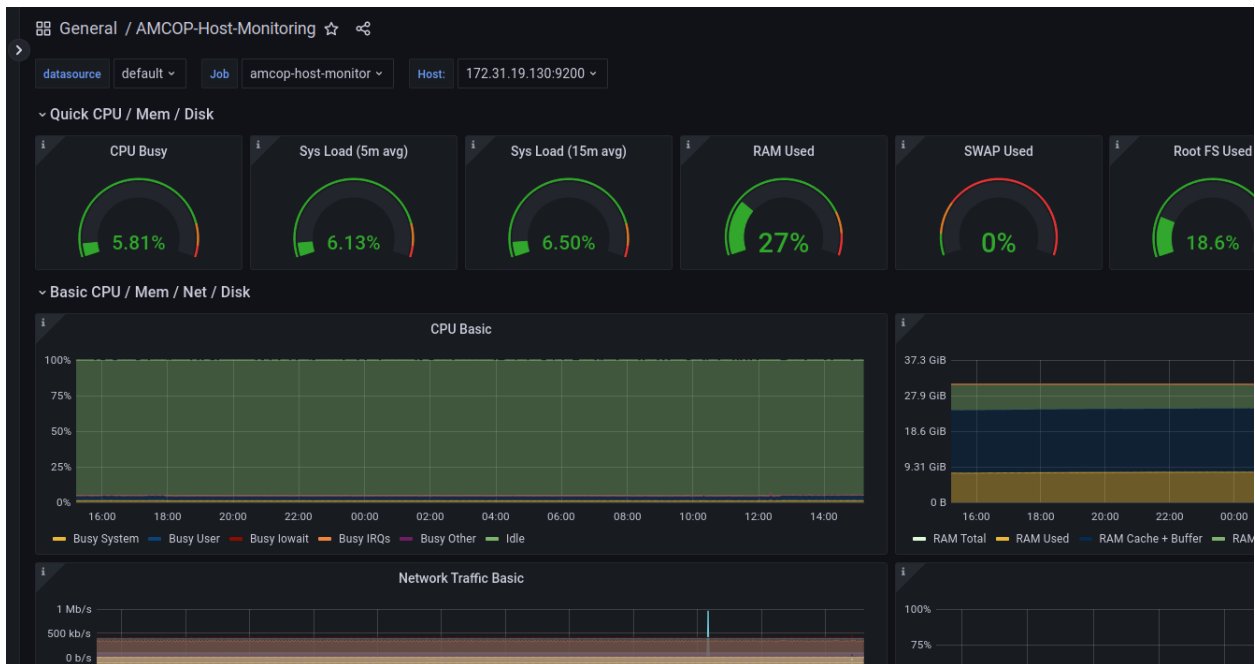 General / AMCOP-Host-Monitoring
datasource default Job amcop-host-monitor Host: 172.31.19.130:9200
Quick CPU / Mem / Disk
CPU Busy
5.81%
Sys Load (5m avg)
6.13%
Sys Load (15m avg)
6.50%
RAM Used
27%
SWAP Used
0%
Root FS Used
18.6%
Basic CPU / Mem / Net / Disk
CPU Basic
100%
75%
50%
25%
0%
16:00 18:00 20:00 22:00 00:00 02:00 04:00 06:00 08:00 10:00 12:00 14:00
Busy System Busy User Busy Iowait Busy IRQs Busy Other Idle
37.3 GiB
27.9 GiB
18.6 GiB
9.31 GiB
0 B
16:00 18:00 20:00 22:00 00:00
RAM Total RAM Used RAM Cache + Buffer RAM
Network Traffic Basic
1 Mb/s
500 kb/s
0 b/s
100%
75%